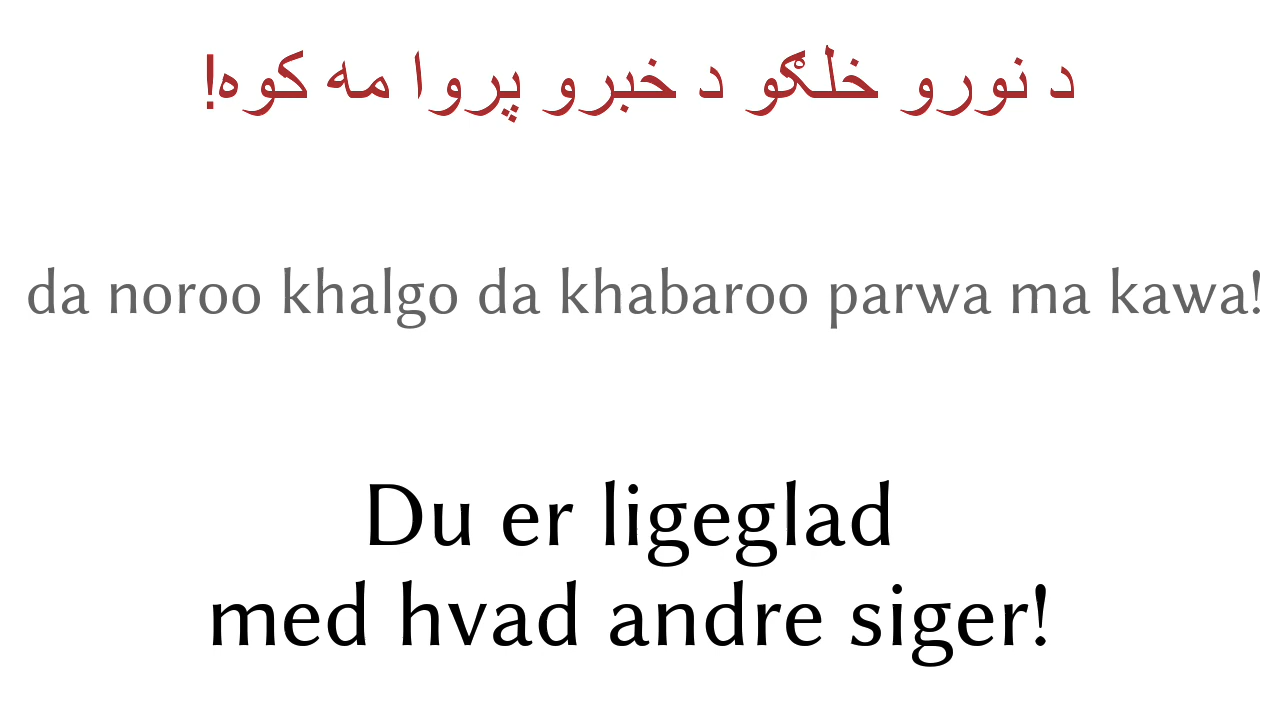 د نورو خلګو د خبرو پروا مه کوه!
da noroo khalgo da khabaroo parwa ma kawa!
Du er ligeglad
med hvad andre siger!